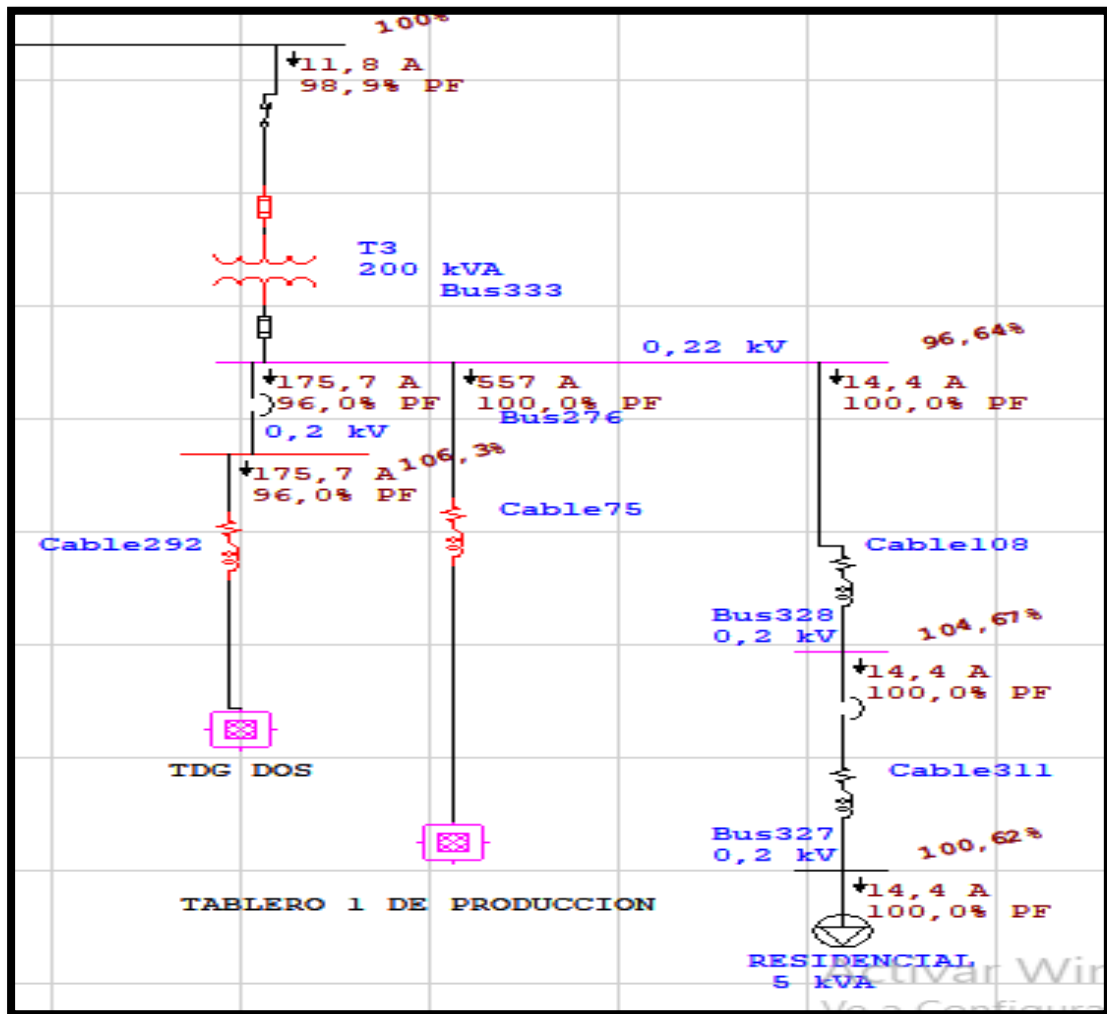 100%
11,8 A
98,9% PF
T3
200 kVA
Bus333
0,22 kV
96,64%
175,7 A
96,0% PF
557 A
100,0% PF
14,4 A
100,0% PF
Bus276
0,2 kV
106,3%
175,7 A
96,0% PF
Cable292
Cable75
Cable108
Bus328
0,2 kV
104,67%
14,4 A
100,0% PF
TDG DOS
Cable311
Bus327
0,2 kV
100,62%
14,4 A
100,0% PF
TABLERO 1 DE PRODUCCION
RESIDENCIAL
5 kVA
Activar Win
Ve a Configura